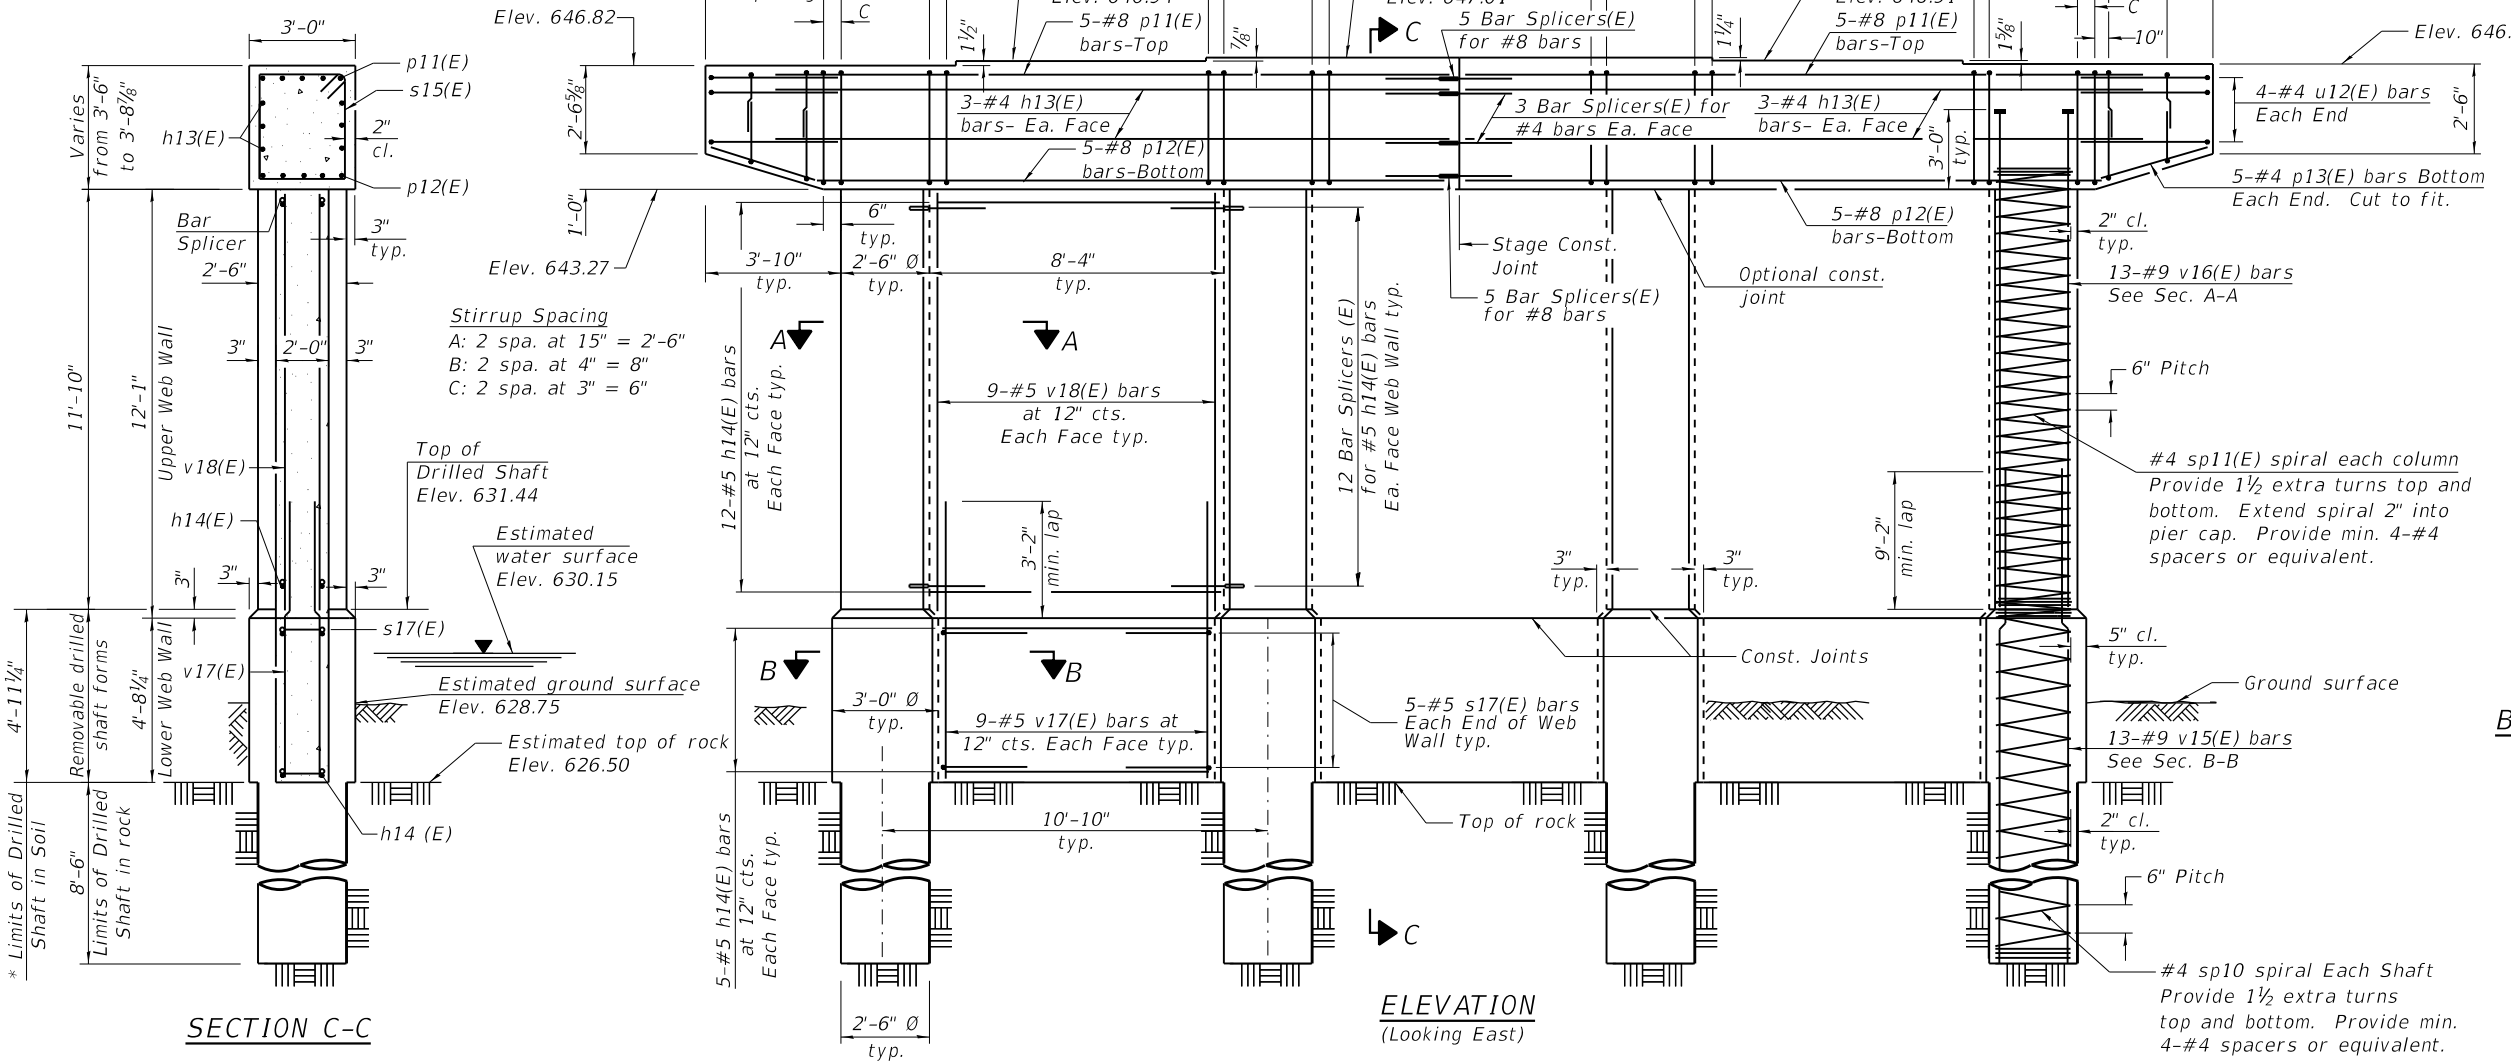 3'-0"
p11(E)
s15(E)
2"
cl.
p12(E)
h13(E)
Varies
from 3'-6"
to 3'-8⅞"
Bar
Splicer
3"
typ.
2'-6"
3"
2'-0"
3"
11'-10"
12'-1"
Upper Web Wall
v18(E)
h14(E)
Top of
Drilled Shaft
Elev. 631.44
Estimated
water surface
Elev. 630.15
3"
3"
3"
s17(E)
v17(E)
4'-11¼"
Removable drilled
shaft forms
4'-8¼"
Lower Web Wall
Estimated ground surface
Elev. 628.75
Estimated top of rock
Elev. 626.50
h14 (E)
* Limits of Drilled
Shaft in Soil
8'-6"
Limits of Drilled
Shaft in rock
SECTION C-C
Elev. 646.82
C
1½"
5-#8 p11(E)
bars-Top
⅞"
C
5 Bar Splicers(E)
for #8 bars
1¼"
5-#8 p11(E)
bars-Top
1⅝"
C
10"
Elev. 646.
2'-6⅝"
3-#4 h13(E)
bars- Ea. Face
3 Bar Splicers(E) for
#4 bars Ea. Face
3-#4 h13(E)
bars- Ea. Face
3'-0"
typ.
4-#4 u12(E) bars
Each End
2'-6"
5-#8 p12(E)
bars-Bottom
1'-0"
5-#4 p13(E) bars Bottom
Each End. Cut to fit.
6"
typ.
5-#8 p12(E)
bars-Bottom
2" cl.
typ.
Elev. 643.27
3'-10"
typ.
2'-6" Ø
typ.
8'-4"
typ.
Stage Const.
Joint
Optional const.
joint
5 Bar Splicers(E)
for #8 bars
13-#9 v16(E) bars
See Sec. A-A
Stirrup Spacing
A: 2 spa. at 15" = 2'-6"
B: 2 spa. at 4" = 8"
C: 2 spa. at 3" = 6"
A
A
12-#5 h14(E) bars
at 12" cts.
Each Face typ.
9-#5 v18(E) bars
at 12" cts.
Each Face typ.
12 Bar Splicers (E)
for #5 h14(E) bars
Ea. Face Web Wall typ.
6" Pitch
#4 sp11(E) spiral each column
Provide 1½ extra turns top and
bottom. Extend spiral 2" into
pier cap. Provide min. 4-#4
spacers or equivalent.
3'-2"
min. lap
9'-2"
min. lap
3"
typ.
3"
typ.
B
B
Const. Joints
5" cl.
typ.
3'-0" Ø
typ.
9-#5 v17(E) bars at
12" cts. Each Face typ.
5-#5 s17(E) bars
Each End of Web
Wall typ.
Ground surface
13-#9 v15(E) bars
See Sec. B-B
B
5-#5 h14(E) bars
at 12" cts.
Each Face typ.
10'-10"
typ.
Top of rock
2" cl.
typ.
6" Pitch
C
#4 sp10 spiral Each Shaft
Provide 1½ extra turns
top and bottom. Provide min.
4-#4 spacers or equivalent.
2'-6" Ø
typ.
ELEVATION
(Looking East)